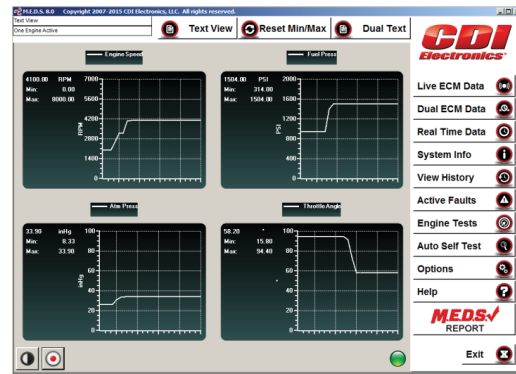 M.E.D.S. 8.0 Copyright 2007-2015 CDI Electronics, LLC. All rights reserved.
Text View
One Engine Active
Text View
Reset Min/Max
Dual Text
CDI
Electronics®
Live ECM Data
Dual ECM Data
Real Time Data
System Info
View History
Active Faults
Engine Tests
Auto Self Test
Options
Help
M.E.D.S.
REPORT
Exit
Engine Speed
4100.00 RPM
Min: 0.00
Max: 8000.00
RPM
7000
5600
4200
2800
1400
0
Fuel Press
1504.00 PSI
Min: 314.00
Max: 1504.00
PSI
2000
1600
1200
800
400
0
Atm Press
33.90 inHg
Min: 8.33
Max: 33.90
inHg
100
80
60
40
20
0
Throttle Angle
58.20 °
Min: 15.80
Max: 94.40
°
100
80
60
40
20
0